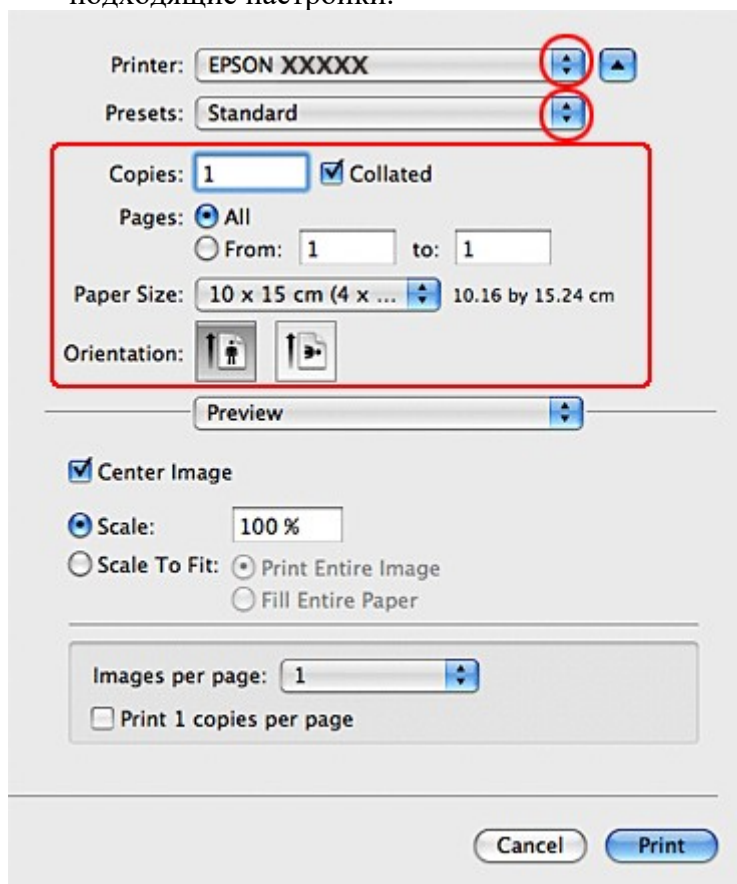 подходящие настройки.
Printer: EPSON XXXXX
Presets: Standard
Copies: 1 Collated
Pages: All
From: 1 to: 1
Paper Size: 10 x 15 cm (4 x ... 10.16 by 15.24 cm
Orientation:
Preview
Center Image
Scale: 100 %
Scale To Fit: Print Entire Image
Fill Entire Paper
Images per page: 1
Print 1 copies per page
Cancel Print